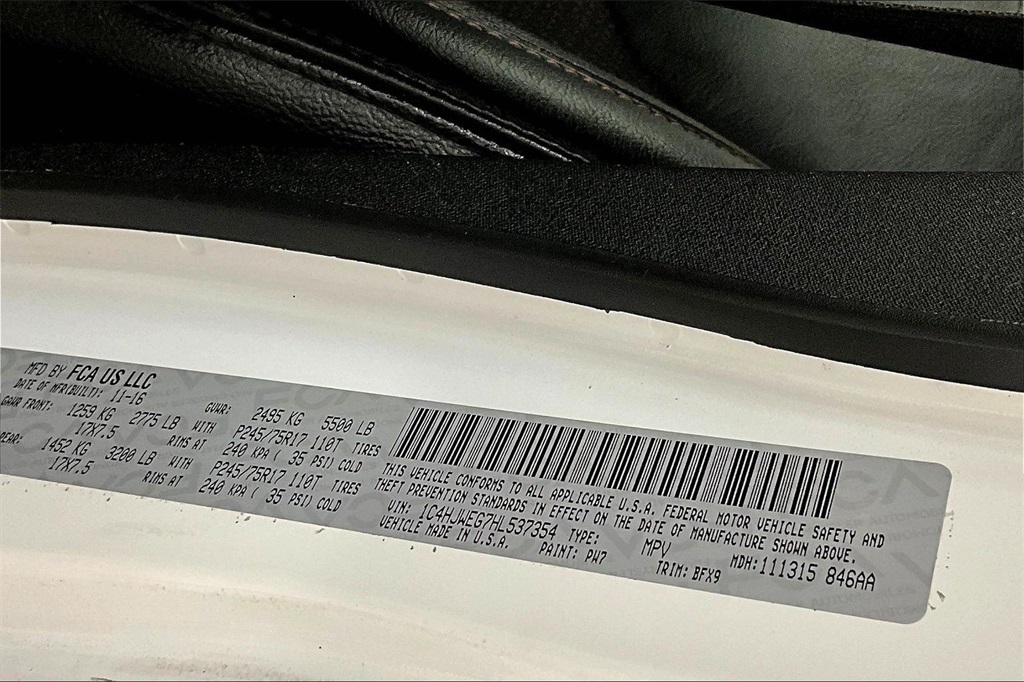 MFD BY FCA US LLC
DATE OF MFR(BUILT): 11-16
GAWR FRONT: 1259 KG 2775 LB WITH P245/75R17 110T TIRES
17X7.5 RIMS AT 240 KPA ( 35 PSI) COLD
GVWR: 2495 KG 5500 LB
REAR: 1452 KG 3200 LB WITH P245/75R17 110T TIRES
17X7.5 RIMS AT 240 KPA ( 35 PSI) COLD
THIS VEHICLE CONFORMS TO ALL APPLICABLE U.S.A. FEDERAL MOTOR VEHICLE SAFETY AND
THEFT PREVENTION STANDARDS IN EFFECT ON THE DATE OF MANUFACTURE SHOWN ABOVE.
VIN: 1C4HJWEG7HL537354 TYPE: MPV MDH:111315 846AA
VEHICLE MADE IN U.S.A. PAINT: PW7 TRIM: BFX9